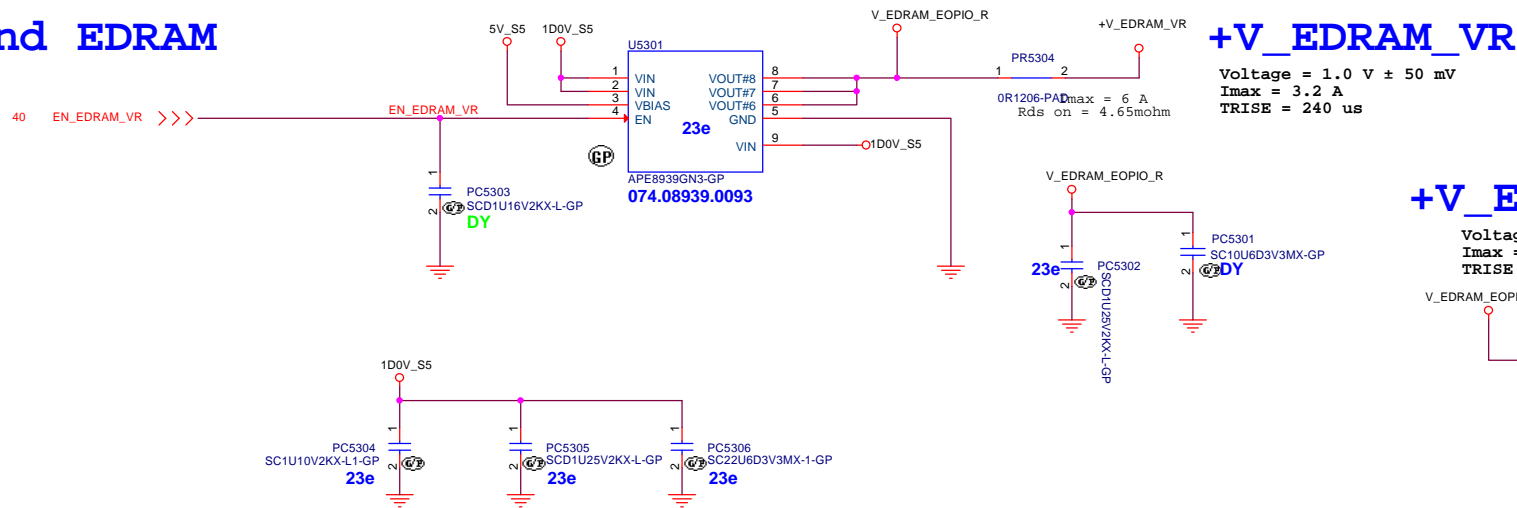 nd EDRAM
5V_S5
1D0V_S5
U5301
V_EDRAM_EOPIO_R
+V_EDRAM_VR
+V_EDRAM_VR
Voltage = 1.0 V ± 50 mV
Imax = 3.2 A
TRISE = 240 us
PR5304
1
2
0R1206-PAD
Imax = 6 A
Rds on = 4.65mohm
40
EN_EDRAM_VR
EN_EDRAM_VR
1
2
3
4
VIN
VIN
VBIAS
EN
VOUT#8
VOUT#7
VOUT#6
GND
VIN
8
7
6
5
9
23e
1D0V_S5
GP
APE8939GN3-GP
074.08939.0093
1
2
PC5303
G/P
SCD1U16V2KX-L-GP
DY
V_EDRAM_EOPIO_R
1
2
23e
PC5302
G/P
SCD1U25V2KX-L-GP
1
2
PC5301
SC10U6D3V3MX-GP
G/P
DY
+V_E
Voltag
Imax =
TRISE
V_EDRAM_EOPI
1D0V_S5
1
2
PC5304
SC1U10V2KX-L1-GP
G/P
23e
1
2
PC5305
G/P
SCD1U25V2KX-L-GP
23e
1
2
PC5306
G/P
SC22U6D3V3MX-1-GP
23e